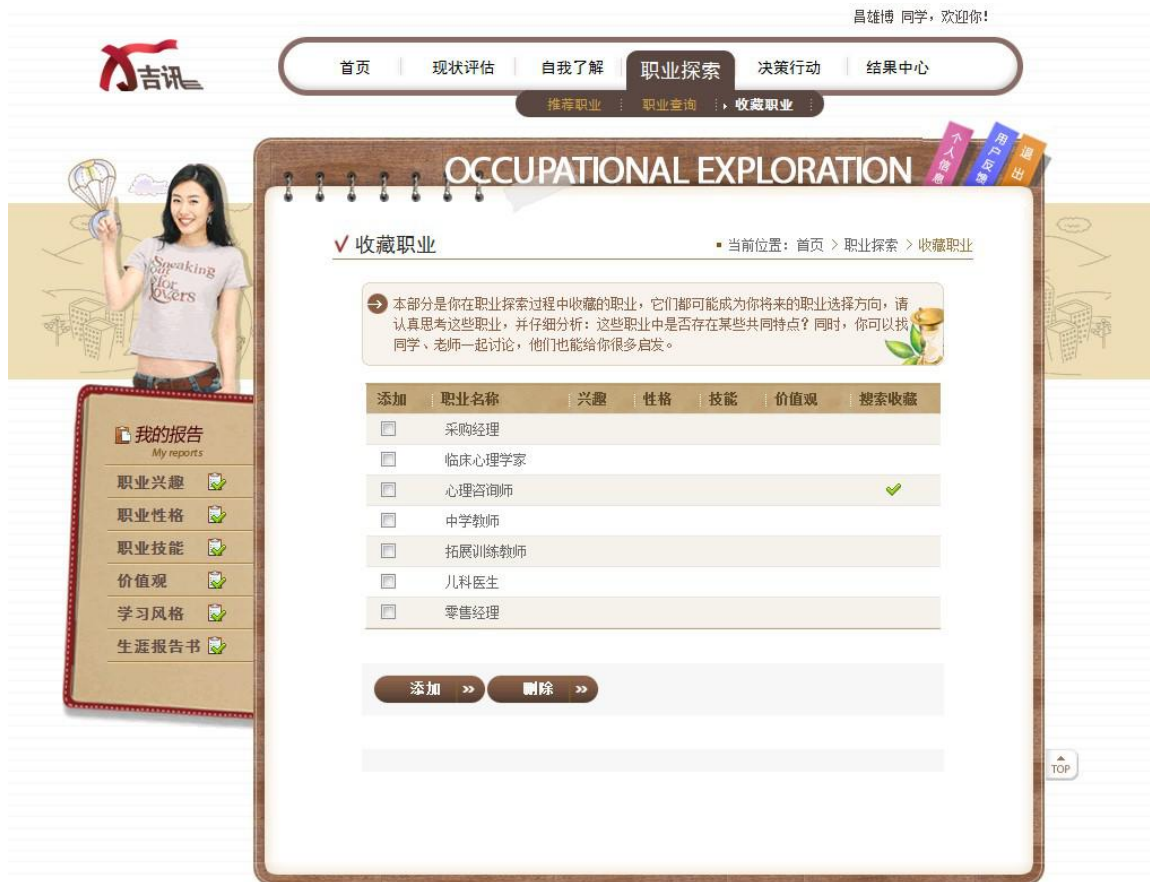 昌雄博 同学，欢迎你!
吉讯
首页 现状评估 自我了解 职业探索 决策行动 结果中心
推荐职业 职业查询 收藏职业
OCCUPATIONAL EXPLORATION
个人信息
用户反馈
退出
收藏职业
当前位置：首页 > 职业探索 > 收藏职业
本部分是你在职业探索过程中收藏的职业，它们都可能成为你将来的职业选择方向，请
认真思考这些职业，并仔细分析：这些职业中是否存在某些共同特点？同时，你可以找
同学、老师一起讨论，他们也能给你很多启发。
添加 职业名称 兴趣 性格 技能 价值观 搜索收藏
采购经理
临床心理学家
心理咨询师
中学教师
拓展训练教师
儿科医生
零售经理
添加 »
删除 »
Speaking
out
for
lovers
我的报告
My reports
职业兴趣
职业性格
职业技能
价值观
学习风格
生涯报告书
TOP